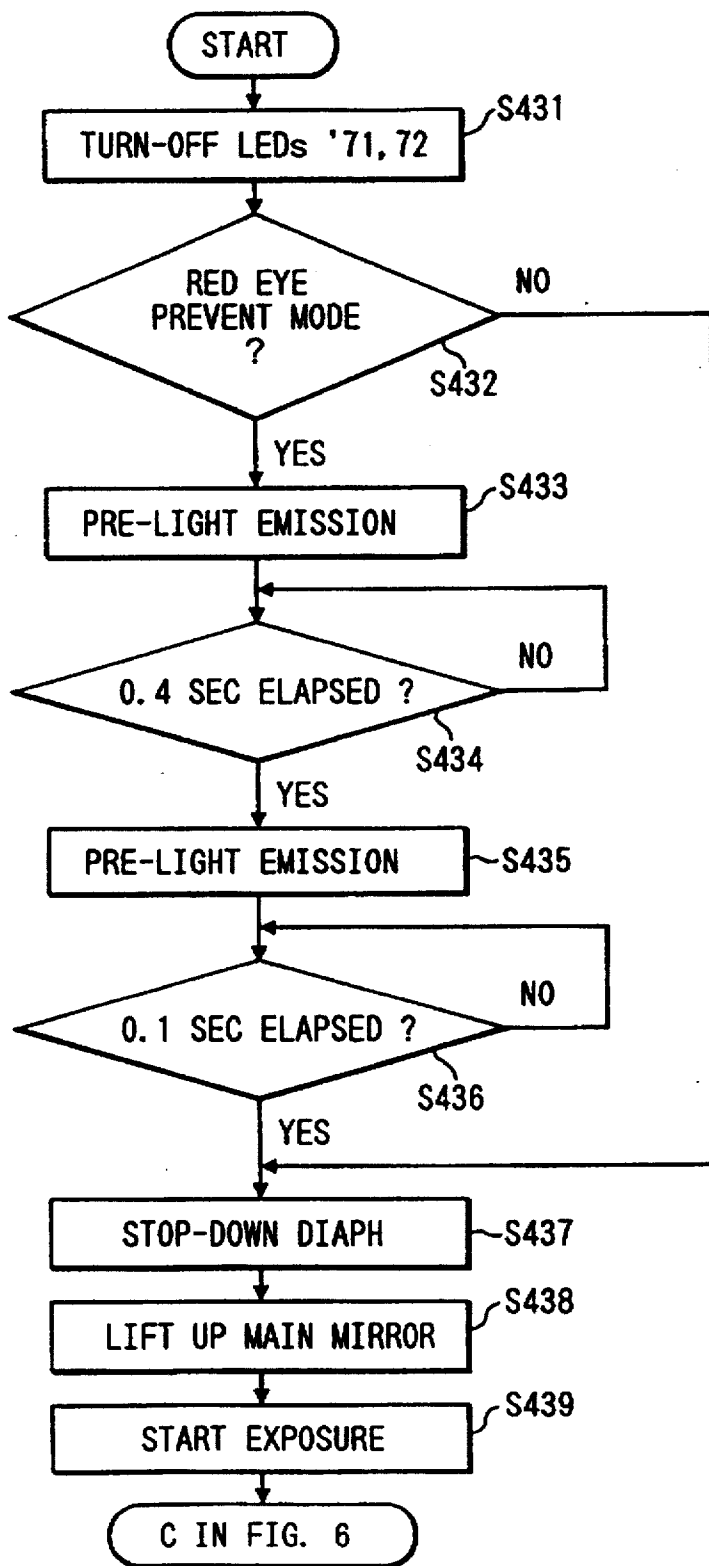 START
S431
TURN-OFF LEDs '71, 72
RED EYE
PREVENT MODE
?
NO
S432
YES
S433
PRE-LIGHT EMISSION
0.4 SEC ELAPSED ?
NO
S434
YES
PRE-LIGHT EMISSION
S435
0.1 SEC ELAPSED ?
NO
S436
YES
STOP-DOWN DIAPH
S437
LIFT UP MAIN MIRROR
S438
START EXPOSURE
S439
C IN FIG. 6